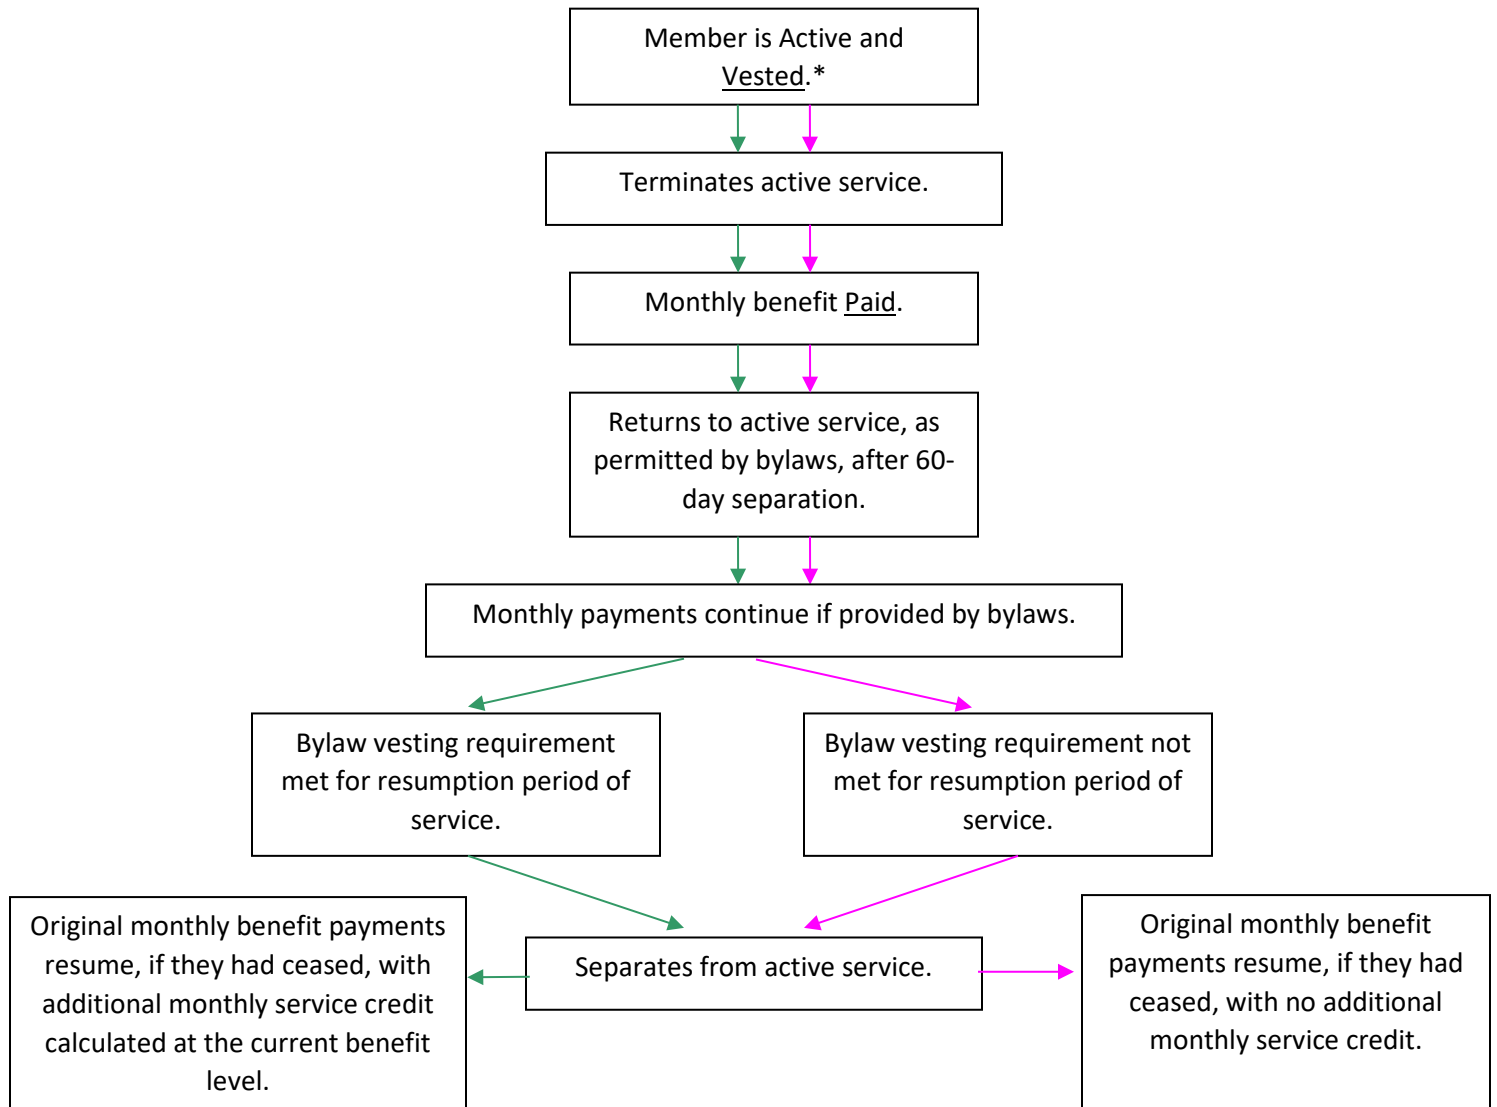 Member is Active and
Vested.*
Terminates active service.
Monthly benefit Paid.
Returns to active service, as
permitted by bylaws, after 60-
day separation.
Monthly payments continue if provided by bylaws.
Bylaw vesting requirement
met for resumption period of
service.
Bylaw vesting requirement not
met for resumption period of
service.
Original monthly benefit payments
resume, if they had ceased, with
additional monthly service credit
calculated at the current benefit
level.
Separates from active service.
Original monthly benefit
payments resume, if they had
ceased, with no additional
monthly service credit.